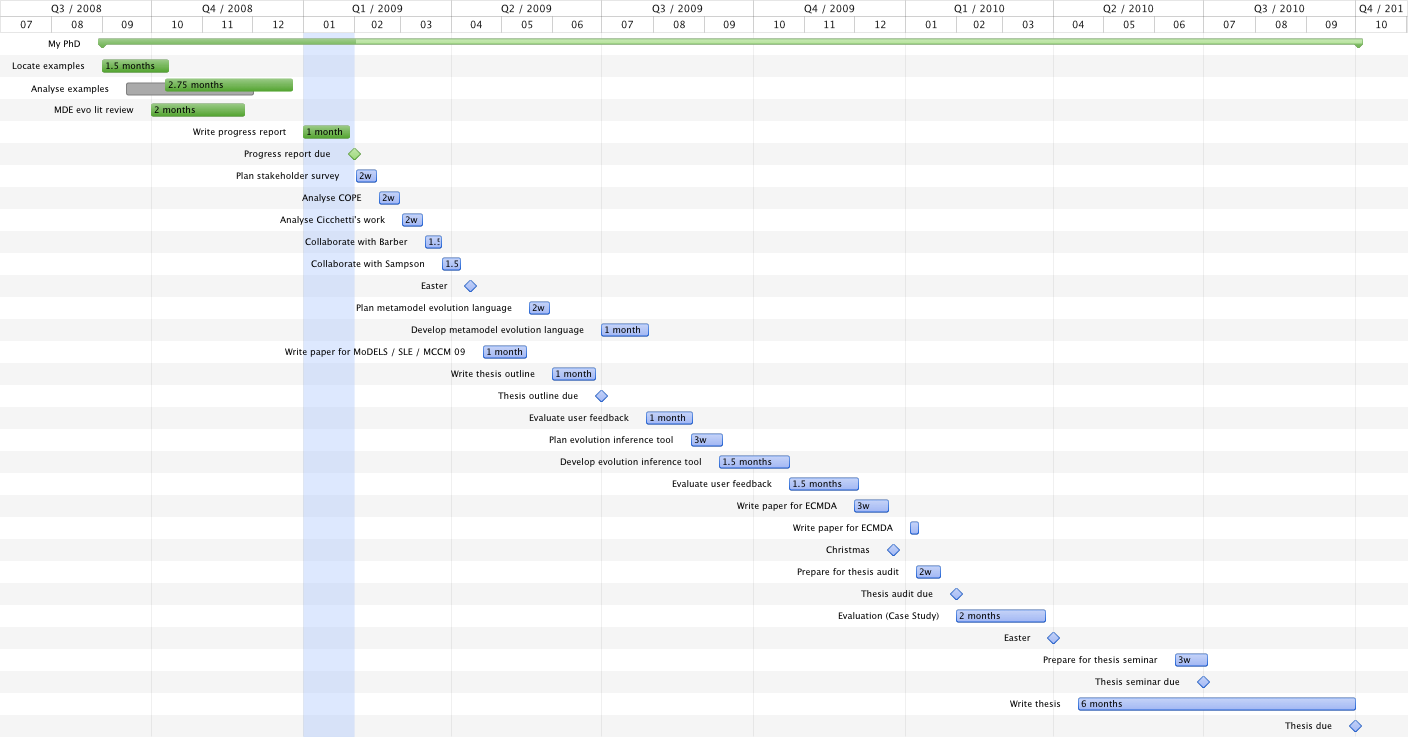 Q3 / 2008 Q4 / 2008 Q1 / 2009 Q2 / 2009 Q3 / 2009 Q4 / 2009 Q1 / 2010 Q2 / 2010 Q3 / 2010 Q4 / 201
07 08 09 10 11 12 01 02 03 04 05 06 07 08 09 10 11 12 01 02 03 04 05 06 07 08 09 10
My PhD
Locate examples 1.5 months
Analyse examples 2.75 months
MDE evo lit review 2 months
Write progress report 1 month
Progress report due
Plan stakeholder survey 2w
Analyse COPE 2w
Analyse Cicchetti's work 2w
Collaborate with Barber 1.5
Collaborate with Sampson 1.5
Easter
Plan metamodel evolution language 2w
Develop metamodel evolution language 1 month
Write paper for MoDELS / SLE / MCCM 09 1 month
Write thesis outline 1 month
Thesis outline due
Evaluate user feedback 1 month
Plan evolution inference tool 3w
Develop evolution inference tool 1.5 months
Evaluate user feedback 1.5 months
Write paper for ECMDA 3w
Write paper for ECMDA
Christmas
Prepare for thesis audit 2w
Thesis audit due
Evaluation (Case Study) 2 months
Easter
Prepare for thesis seminar 3w
Thesis seminar due
Write thesis 6 months
Thesis due